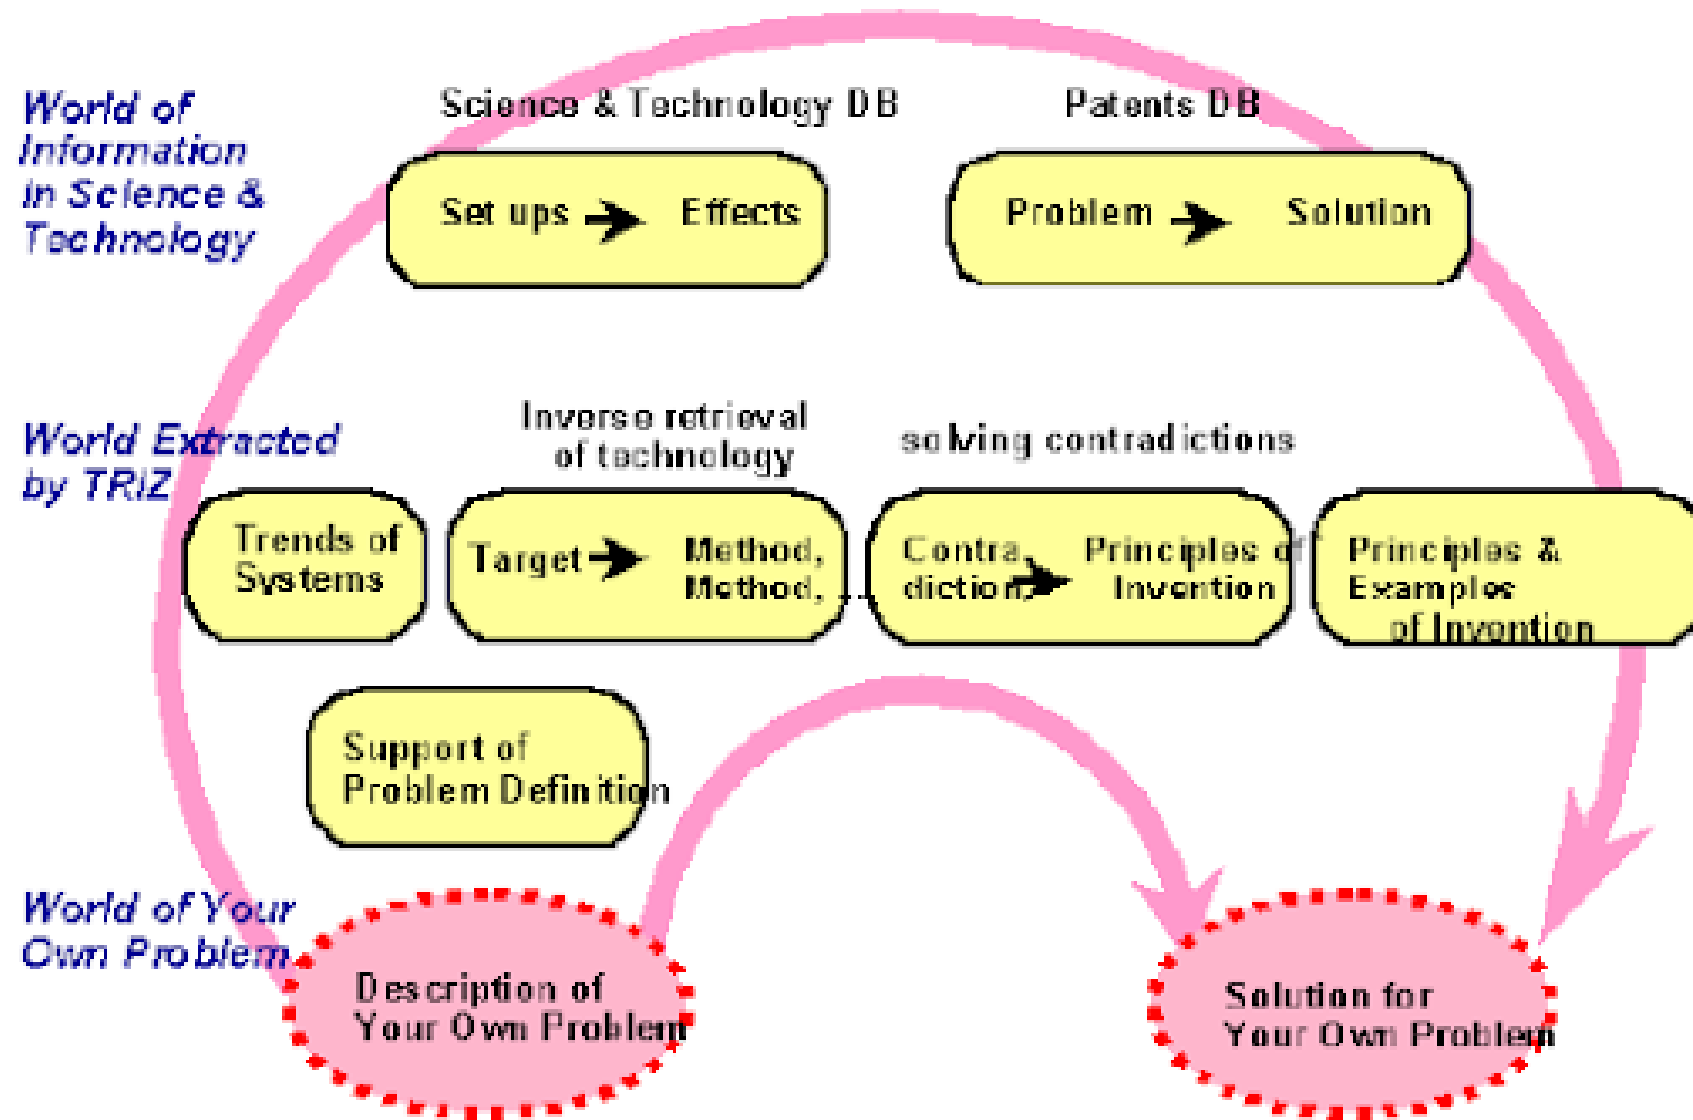 World of
Information
in Science &
Technology
Science & Technology DB
Patents DB
Set ups
Effects
Problem
Solution
World Extracted
by TRIZ
Inverse retrieval
of technology
solving contradictions
Trends of
Systems
Target
Method,
Method, ...
Contra
diction,
Principles of
Invention
Principles &
Examples
of Invention
Support of
Problem Definition
World of Your
Own Problem
Description of
Your Own Problem
Solution for
Your Own Problem